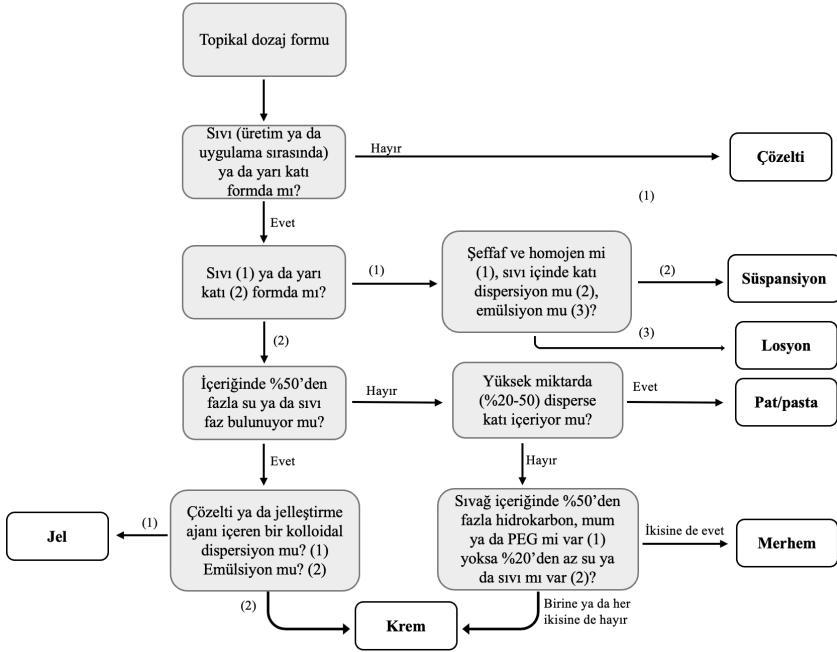 Topikal dozaj formu
Sıvı (üretim ya da
uygulama sırasında)
ya da yarı katı
formda mı?
Hayır
Çözelti
(1)
Evet
Sıvı (1) ya da yarı
katı (2) formda mı?
(1)
Şeffaf ve homojen mi
(1), sıvı içinde katı
dispersiyon mu (2),
emülsiyon mu (3)?
(2)
Süspansiyon
(3)
Losyon
(2)
İçeriğinde %50’den
fazla su ya da sıvı
faz bulunuyor mu?
Hayır
Yüksek miktarda
(%20-50) disperse
katı içeriyor mu?
Evet
Pat/pasta
Evet
Hayır
Jel
(1)
Çözelti ya da jelleştirme
ajanı içeren bir kolloidal
dispersiyon mu? (1)
Emülsiyon mu? (2)
Sıvağ içeriğinde %50’den
fazla hidrokarbon, mum
ya da PEG mi var (1)
yoksa %20’den az su ya
da sıvı mı var (2)?
İkisine de evet
Merhem
(2)
Krem
Birine ya da her
ikisine de hayır